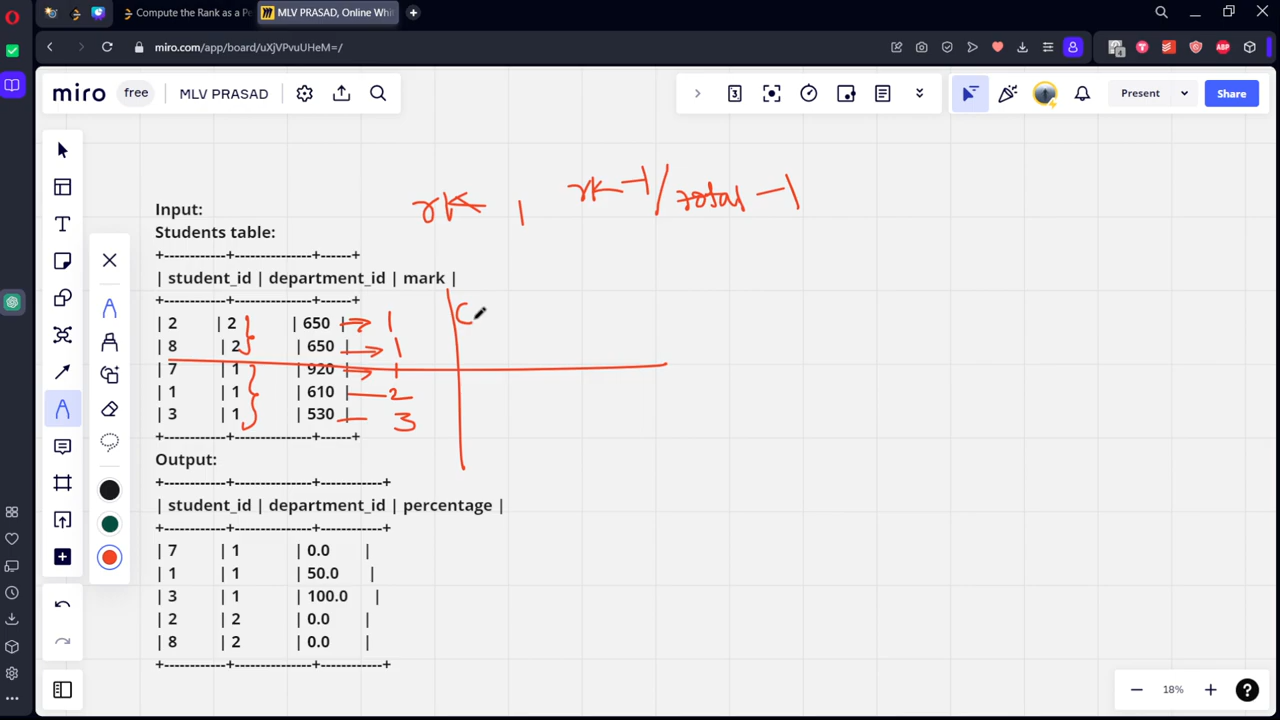 Compute the Rank as a Pe
MLV PRASAD, Online Whi
miro.com/app/board/uXjVPvuUHeM=/
miro free MLV PRASAD
Present Share
rk , rk-1/total-1
Input:
Students table:
+------------+---------------+------+
| student_id | department_id | mark |
+------------+---------------+------+
| 2 | 2 | 650 | 1
| 8 | 2 | 650 | 1
| 7 | 1 | 920 | 1
| 1 | 1 | 610 | 2
| 3 | 1 | 530 | 3
+------------+---------------+------+
Output:
+------------+---------------+------------+
| student_id | department_id | percentage |
+------------+---------------+------------+
| 7 | 1 | 0.0 |
| 1 | 1 | 50.0 |
| 3 | 1 | 100.0 |
| 2 | 2 | 0.0 |
| 8 | 2 | 0.0 |
+------------+---------------+------------+
18%